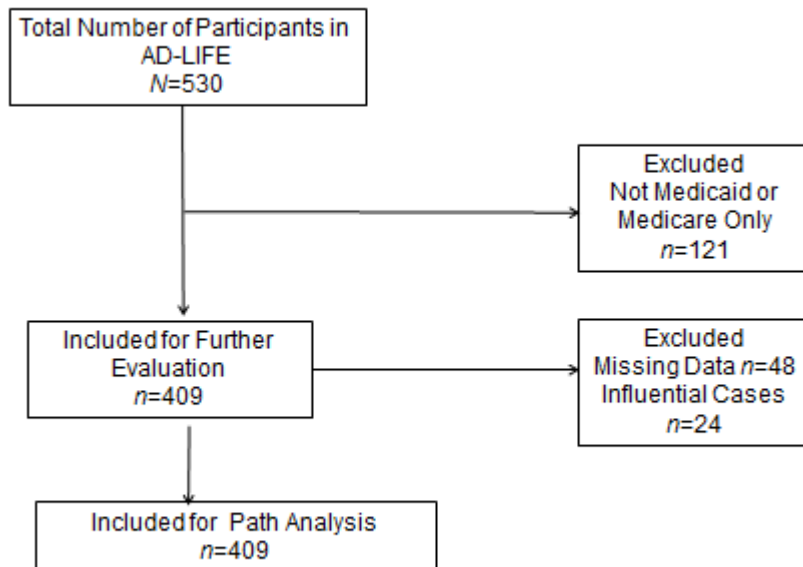 Total Number of Participants in
AD-LIFE
N=530
Excluded
Not Medicaid or
Medicare Only
n=121
Included for Further
Evaluation
n=409
Excluded
Missing Data n=48
Influential Cases
n=24
Included for Path Analysis
n=409